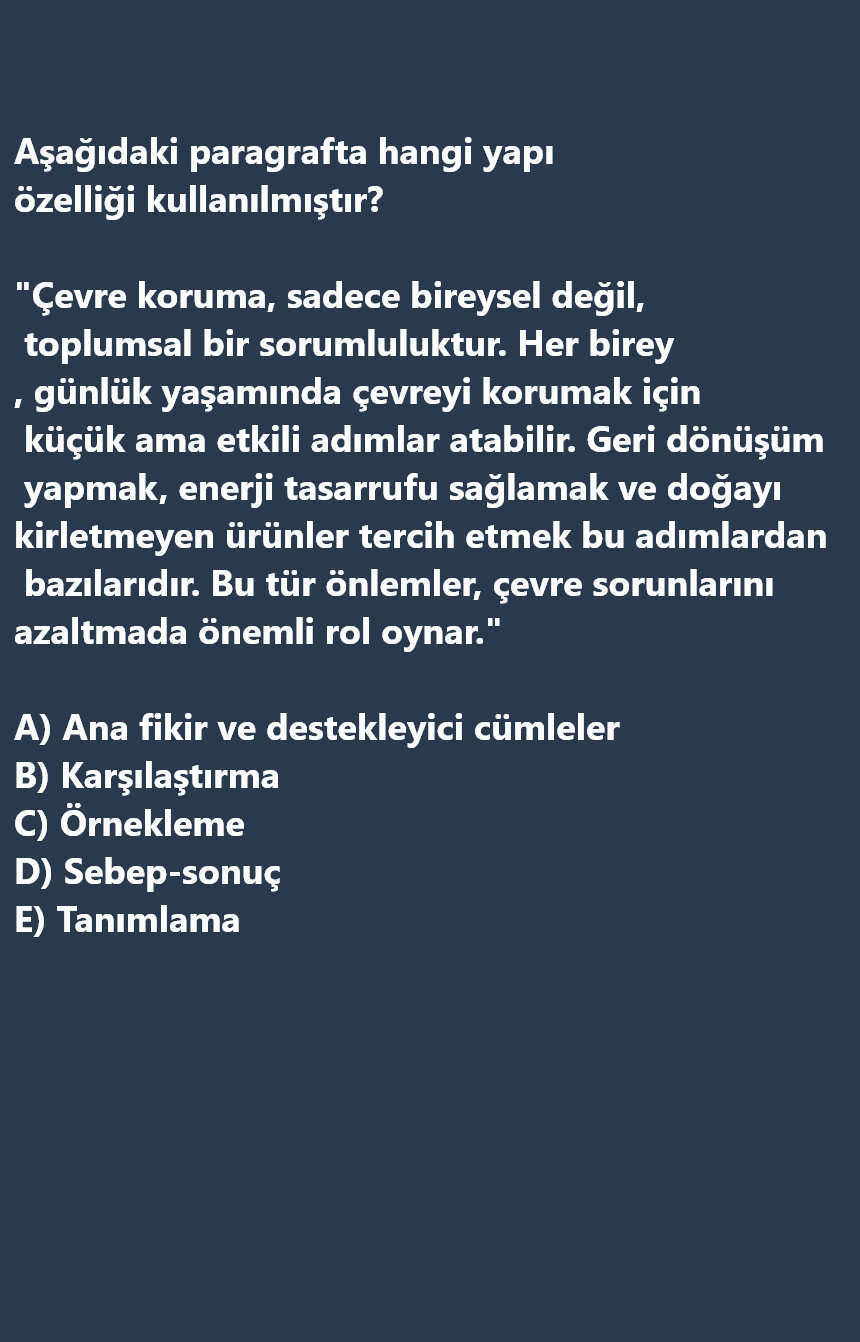 Aşağıdaki paragrafta hangi yapı
özelliği kullanılmıştır?
"Çevre koruma, sadece bireysel değil,
toplumsal bir sorumluluktur. Her birey
, günlük yaşamında çevreyi korumak için
küçük ama etkili adımlar atabilir. Geri dönüşüm
yapmak, enerji tasarrufu sağlamak ve doğayı
kirletmeyen ürünler tercih etmek bu adımlardan
bazılarıdır. Bu tür önlemler, çevre sorunlarını
azaltmada önemli rol oynar."
A) Ana fikir ve destekleyici cümleler
B) Karşılaştırma
C) Örnekleme
D) Sebep-sonuç
E) Tanımlama